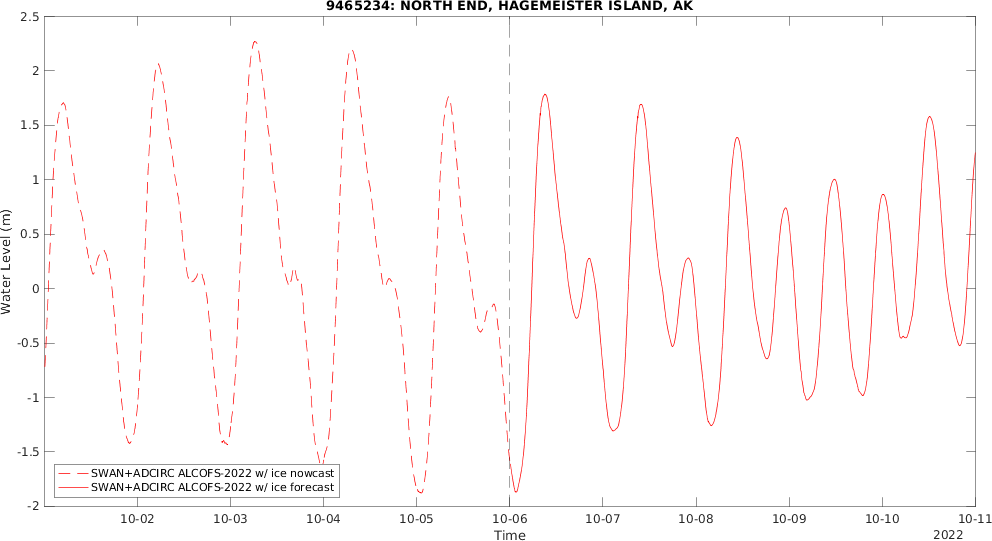 9465234: NORTH END, HAGEMEISTER ISLAND, AK
2.5
2
1.5
1
0.5
0
-0.5
-1
-1.5
-2
Water Level (m)
SWAN+ADCIRC ALCOFS-2022 w/ ice nowcast
SWAN+ADCIRC ALCOFS-2022 w/ ice forecast
10-02 10-03 10-04 10-05 10-06 10-07 10-08 10-09 10-10 10-11
Time
2022